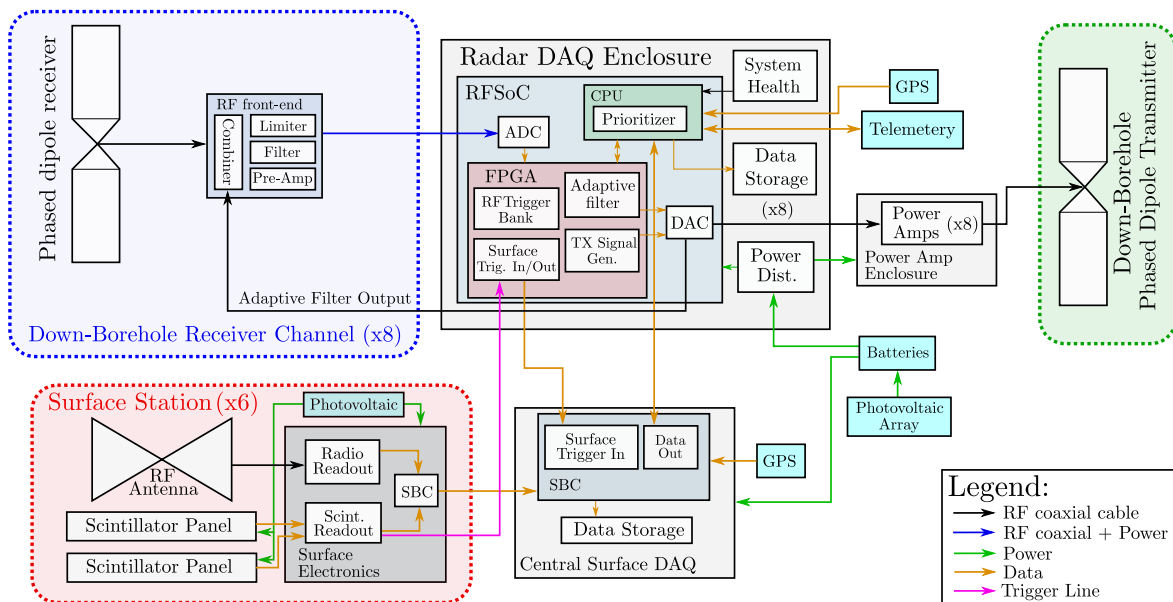 Phased dipole receiver
RF front-end
Combiner
Limiter
Filter
Pre-Amp
Adaptive Filter Output
Down-Borehole Receiver Channel (x8)
Radar DAQ Enclosure
RFSoC
CPU
Prioritizer
ADC
FPGA
RFTrigger
Bank
Adaptive
filter
Surface
Trig. In/Out
TX Signal
Gen.
DAC
System
Health
Data
Storage
(x8)
Power
Dist.
GPS
Telemetery
Power
Amps
(x8)
Power Amp
Enclosure
Down-Borehole
Phased Dipole Transmitter
Batteries
Photovoltaic
Array
Surface Station (x6)
Photovoltaic
RF
Antenna
Radio
Readout
SBC
Scintillator Panel
Scint.
Readout
Scintillator Panel
Surface
Electronics
Surface
Trigger In
Data
Out
SBC
GPS
Data Storage
Central Surface DAQ
Legend:
RF coaxial cable
RF coaxial + Power
Power
Data
Trigger Line